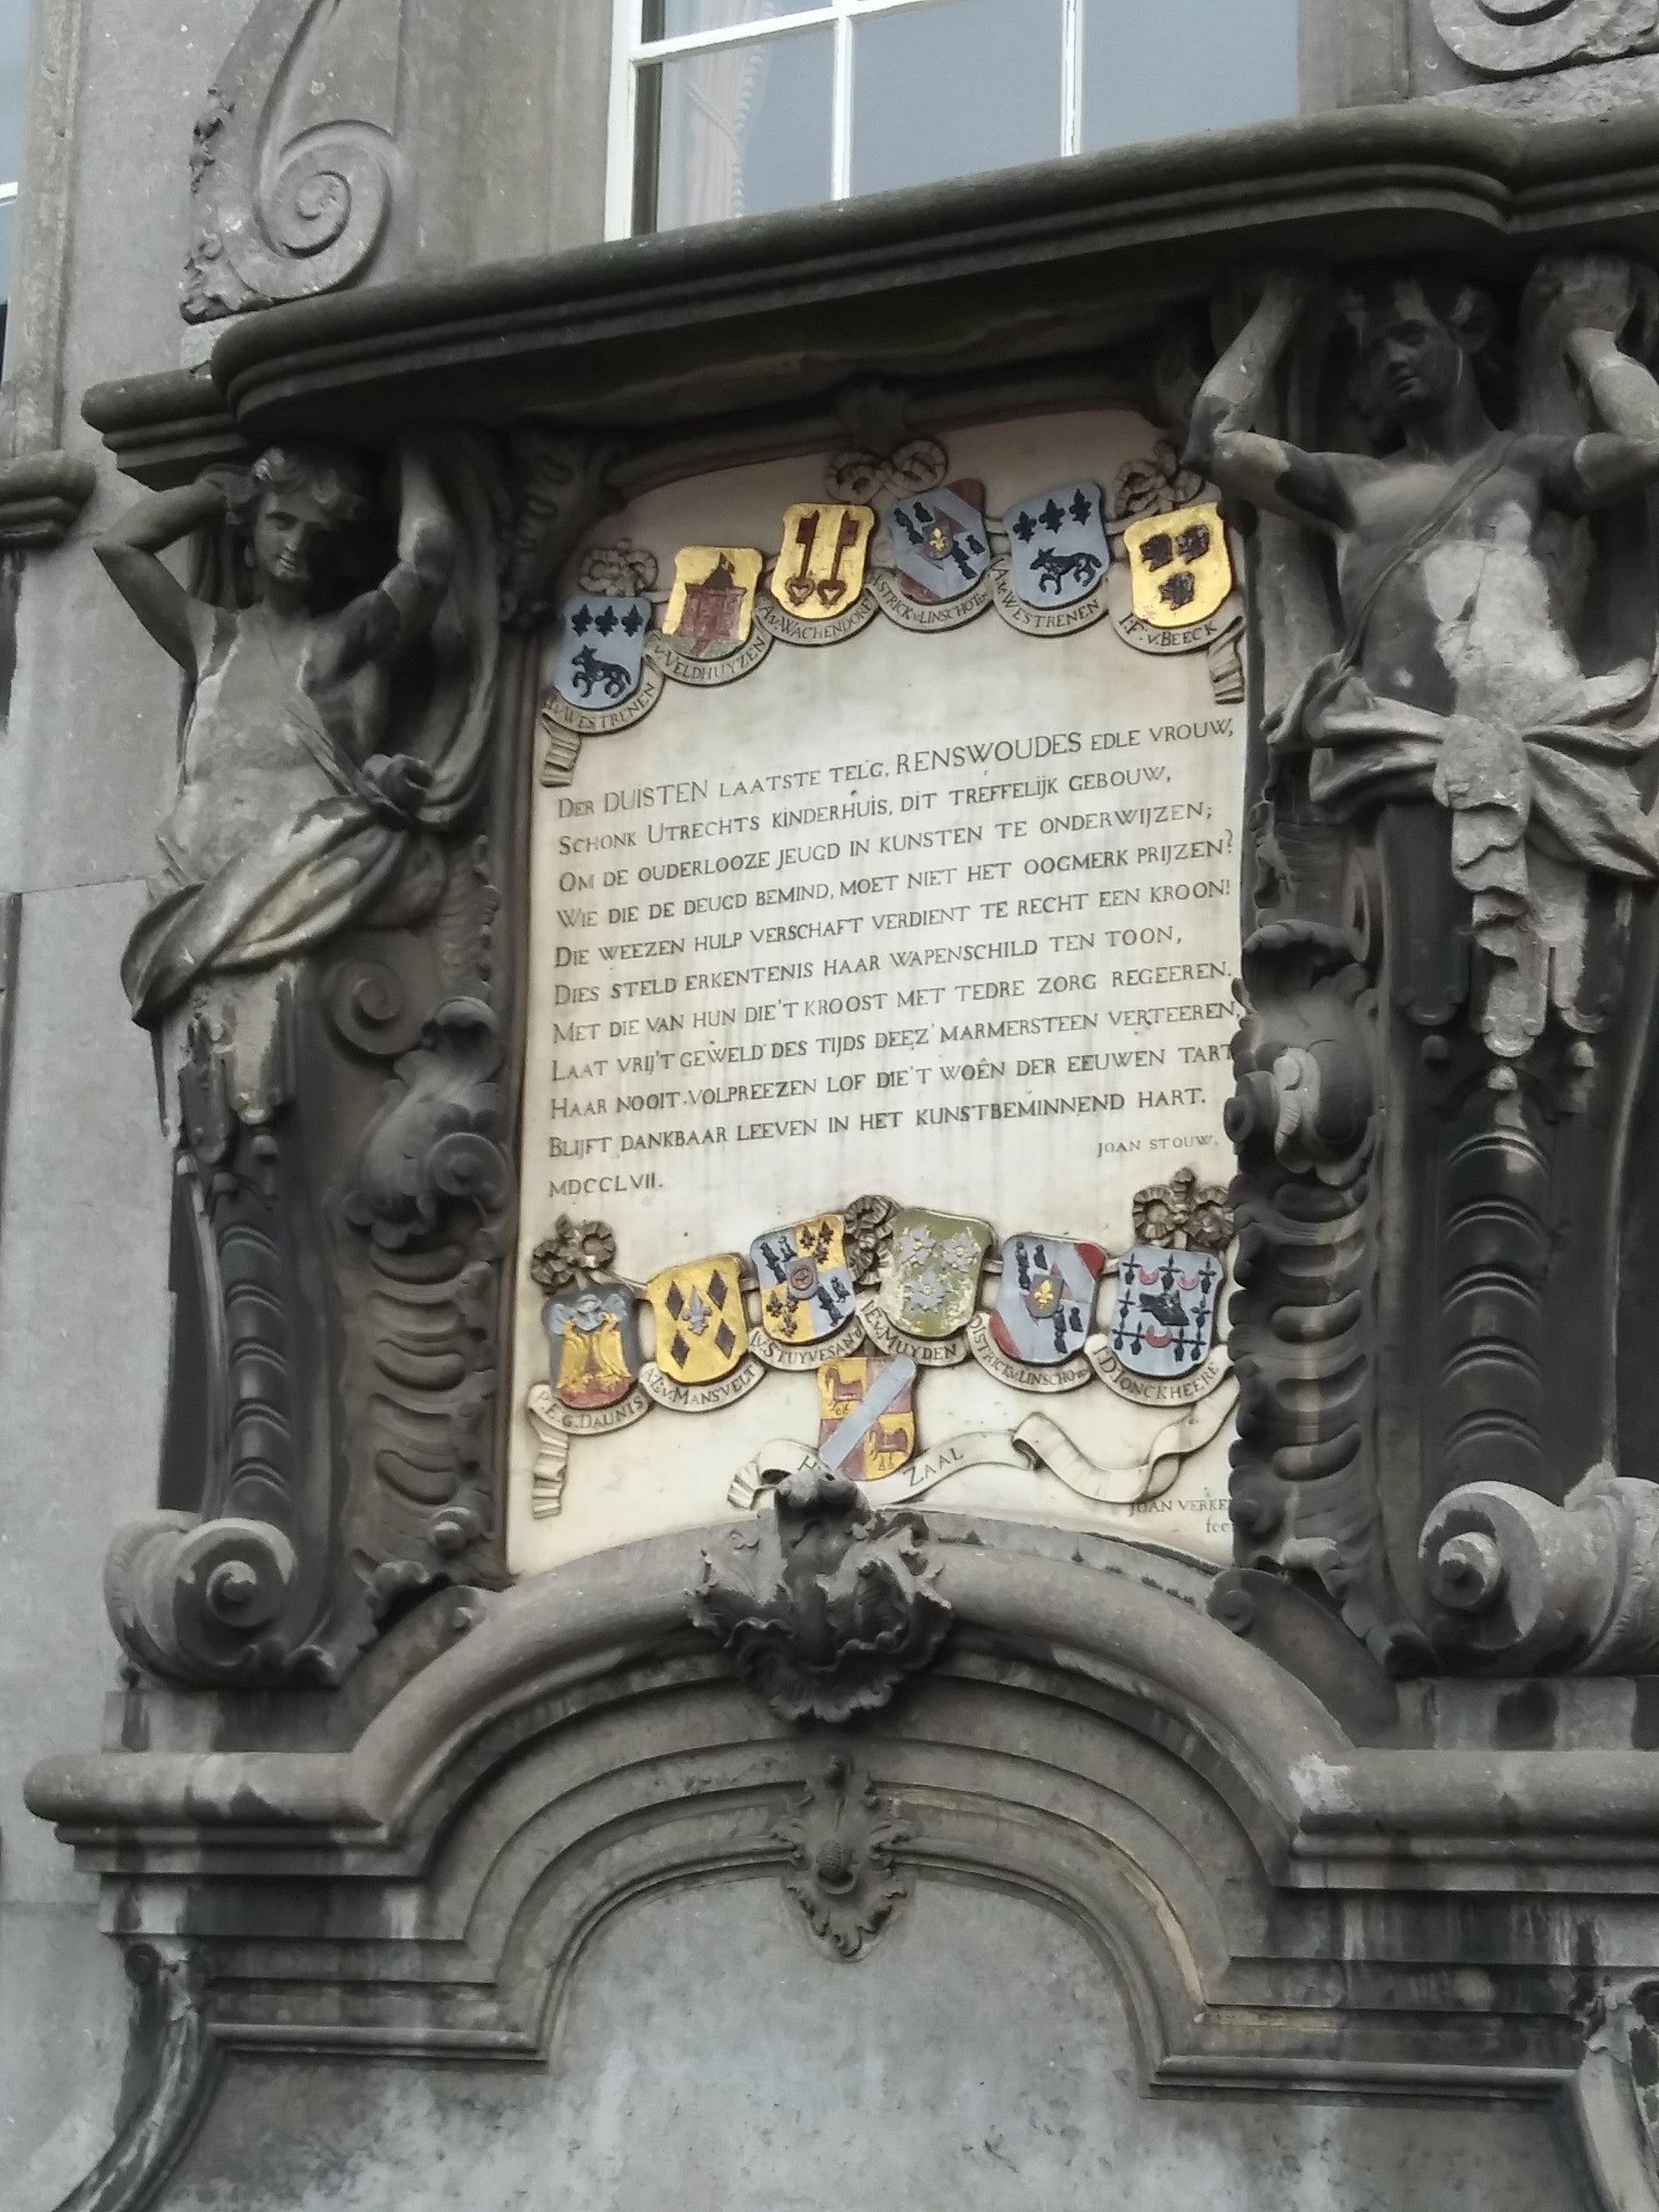 V. WESTRENEN
V. VELDHUYZEN
A. V. WACHENDORFF
STRICK V. LINSCHOTEN
A. V. WESTRENEN
I. F. V. BEECK
DER DUISTEN LAATSTE TELG, RENSWOUDES EDLE VROUW,
SCHONK UTRECHTS KINDERHUIS, DIT TREFFELIJK GEBOUW,
OM DE OUDERLOOZE JEUGD IN KUNSTEN TE ONDERWIJZEN;
WIE DIE DE DEUGD BEMIND, MOET NIET HET OOGMERK PRIJZEN?
DIE WEEZEN HULP VERSCHAFT VERDIENT TE RECHT EEN KROON!
DIES STELD ERKENTENIS HAAR WAPENSCHILD TEN TOON,
MET DIE VAN HUN DIE'T KROOST MET TEDRE ZORG REGEEREN.
LAAT VRIJ'T GEWELD DES TIJDS DEEZ' MARMERSTEEN VERTEEREN,
HAAR NOOIT VOLPREEZEN LOF DIE'T WOÊN DER EEUWEN TART
BLIJFT DANKBAAR LEEVEN IN HET KUNSTBEMINNEND HART.
JOAN STOUW.
MDCCLVII.
P. E. G. DAUNIS
MANSVELT
I. V. STUYVESANT
V. MUYDEN
STRICK V. LINSCHO
I. D. JONCKHEERE
H. ZAAL
JOAN VERKE
fec